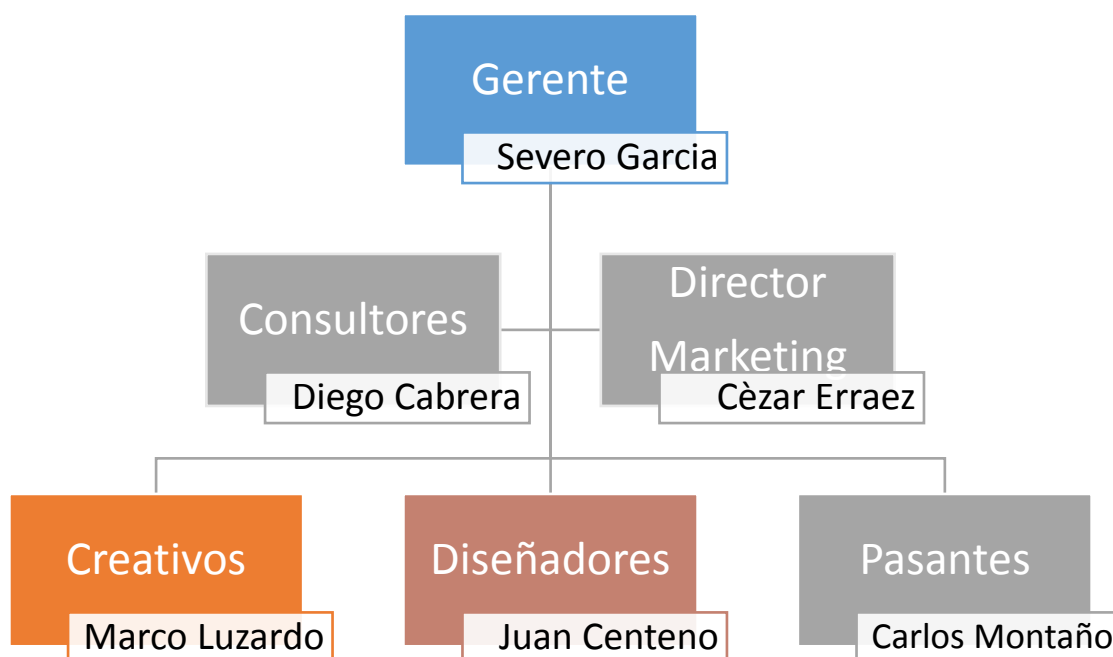 Gerente
Severo Garcia
Consultores
Diego Cabrera
Director
Marketing
Cèzar Erraez
Creativos
Marco Luzardo
Diseñadores
Juan Centeno
Pasantes
Carlos Montaño